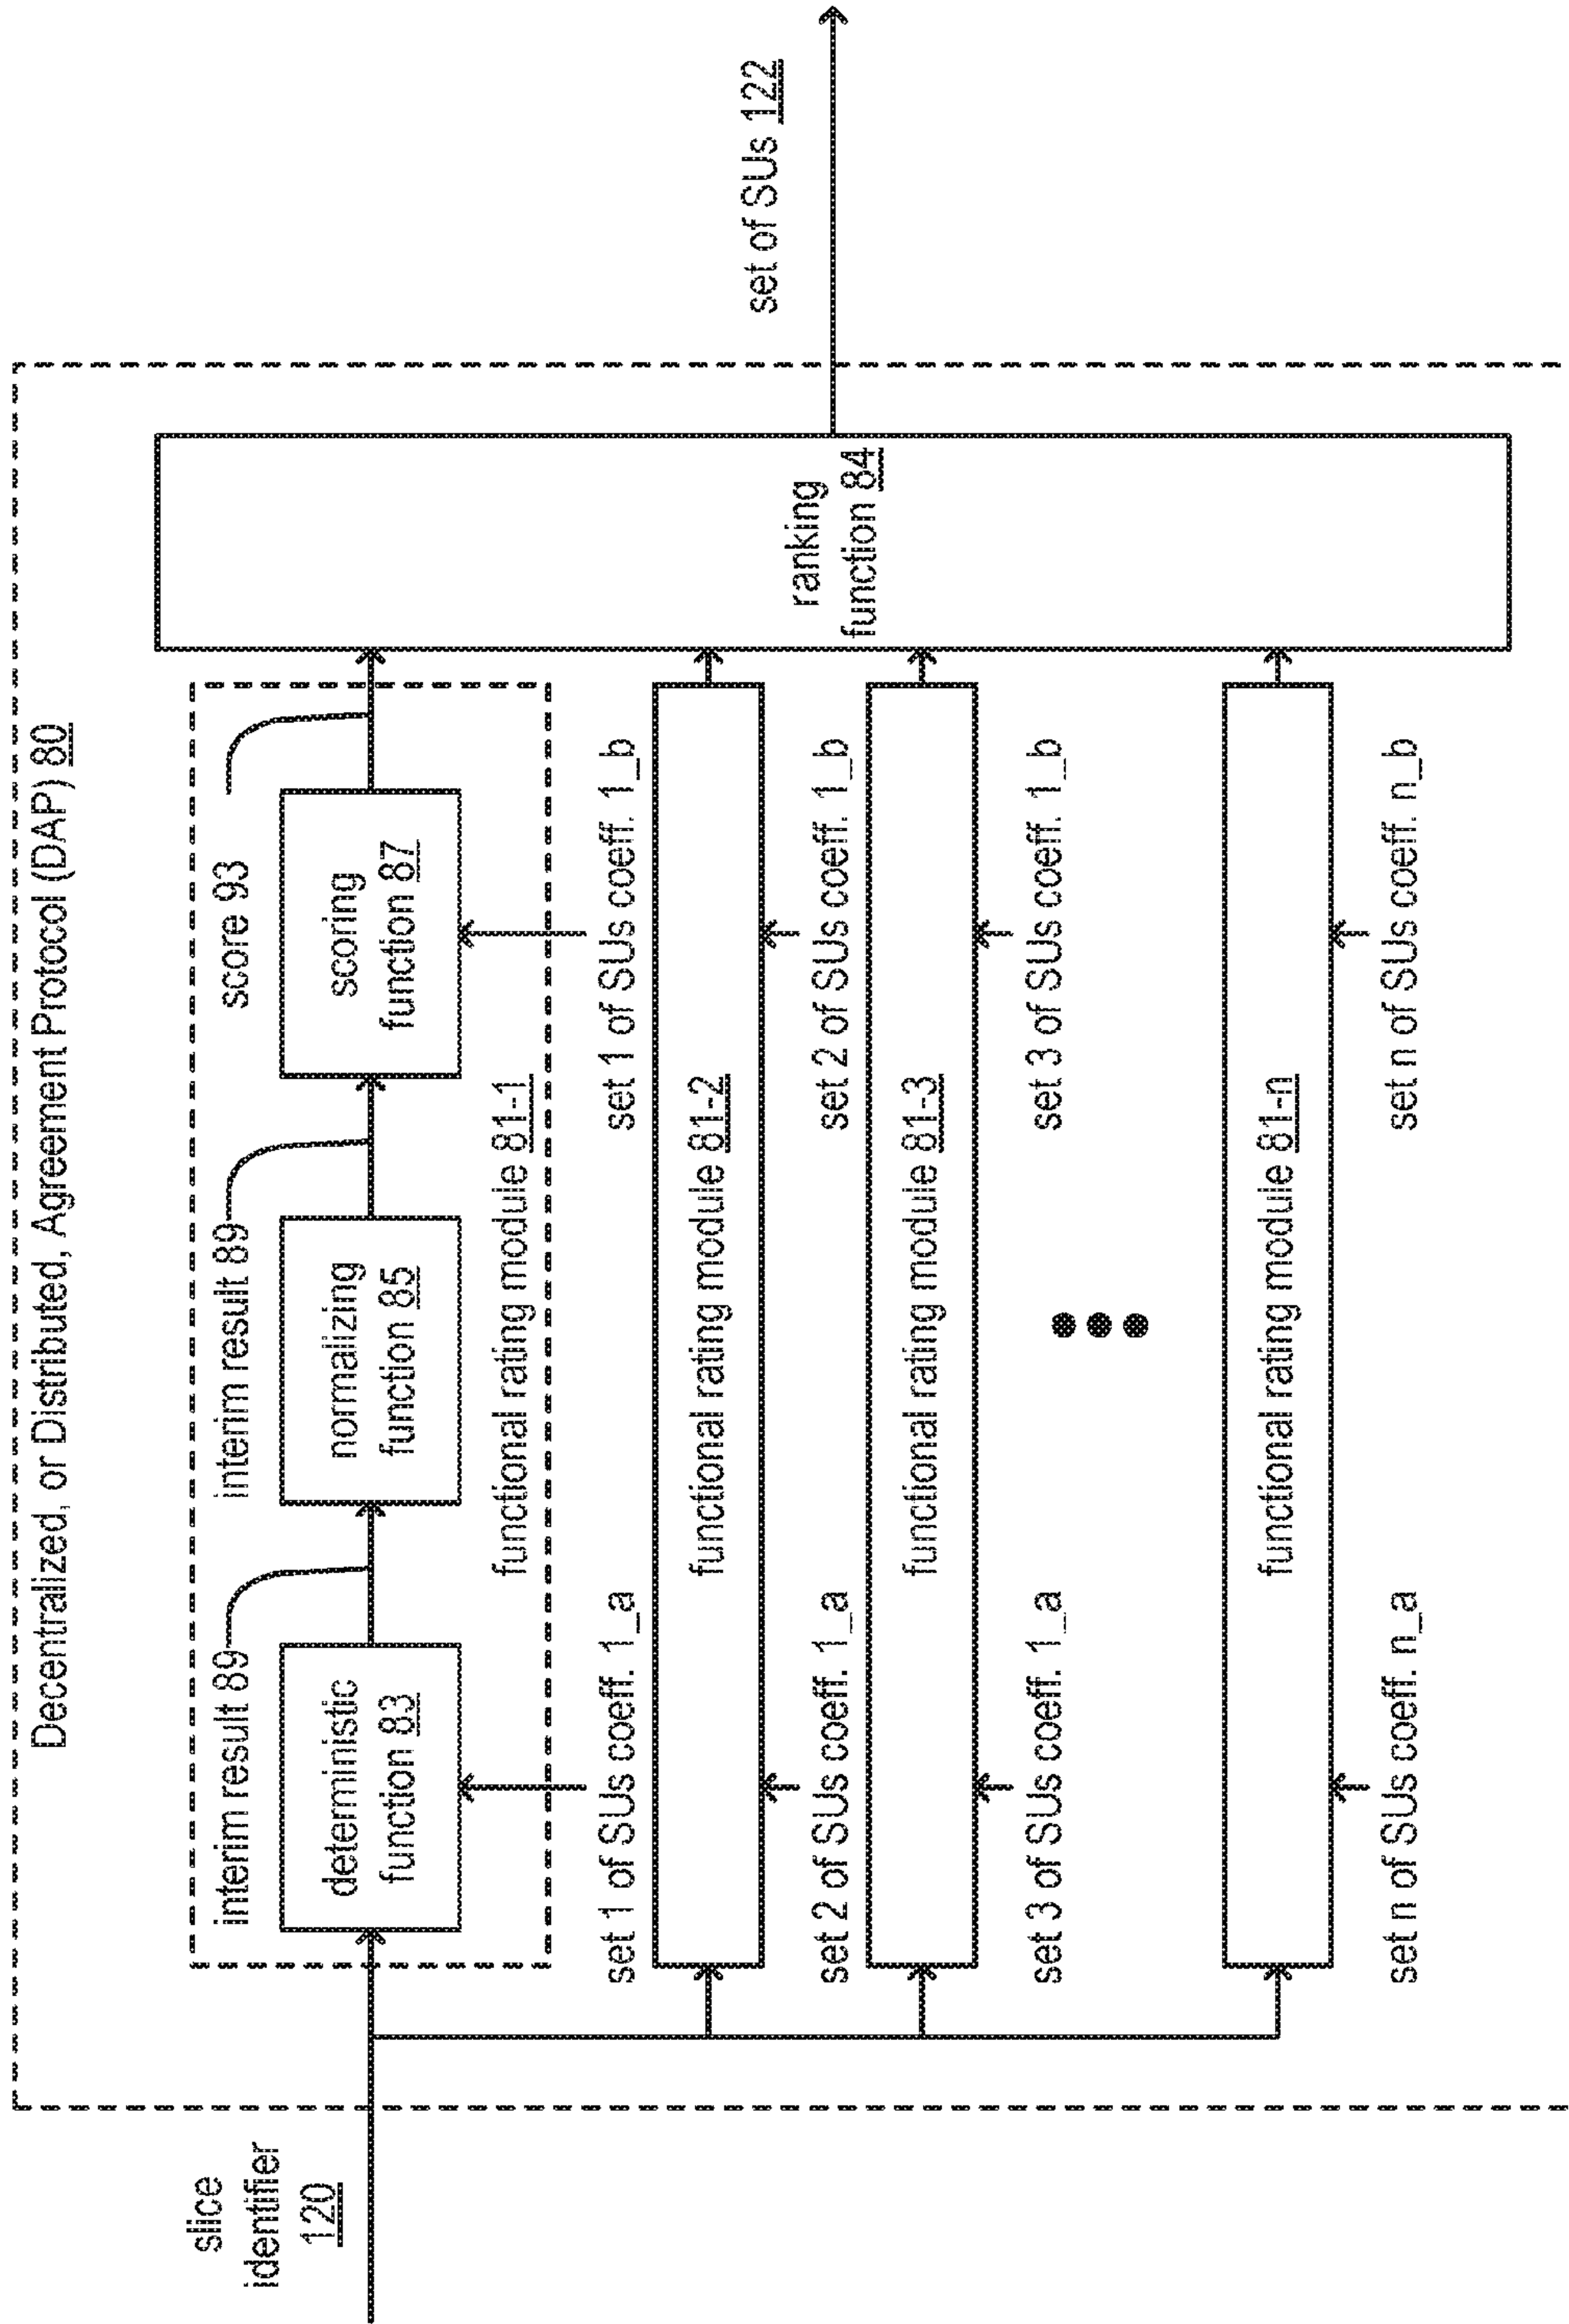 Decentralized, or Distributed, Agreement Protocol (DAP) 80
slice
identifier
120
interim result 89
interim result 89
score 93
deterministic
function 83
normalizing
function 85
scoring
function 87
functional rating module 81-1
set 1 of SUs coeff. 1_a
set 1 of SUs coeff. 1_b
functional rating module 81-2
set 2 of SUs coeff. 1_a
set 2 of SUs coeff. 1_b
functional rating module 81-3
set 3 of SUs coeff. 1_a
set 3 of SUs coeff. 1_b
functional rating module 81-n
set n of SUs coeff. n_a
set n of SUs coeff. n_b
ranking
function 84
set of SUs 122